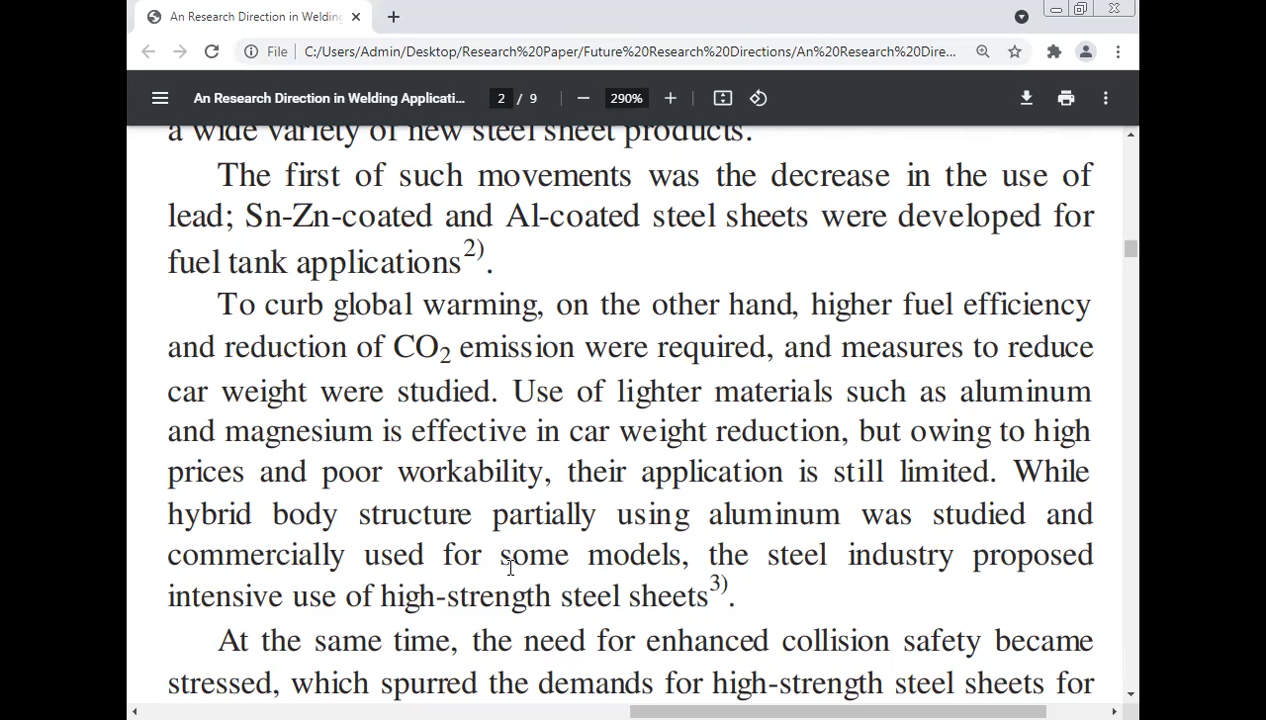 An Research Direction in Welding
File C:/Users/Admin/Desktop/Research%20Paper/Future%20Research%20Directions/An%20Research%20Dire...
An Research Direction in Welding Applicati... 2 / 9 290%
a wide variety of new steel sheet products.
The first of such movements was the decrease in the use of
lead; Sn-Zn-coated and Al-coated steel sheets were developed for
fuel tank applications2).
To curb global warming, on the other hand, higher fuel efficiency
and reduction of CO2 emission were required, and measures to reduce
car weight were studied. Use of lighter materials such as aluminum
and magnesium is effective in car weight reduction, but owing to high
prices and poor workability, their application is still limited. While
hybrid body structure partially using aluminum was studied and
commercially used for some models, the steel industry proposed
intensive use of high-strength steel sheets3).
At the same time, the need for enhanced collision safety became
stressed, which spurred the demands for high-strength steel sheets for